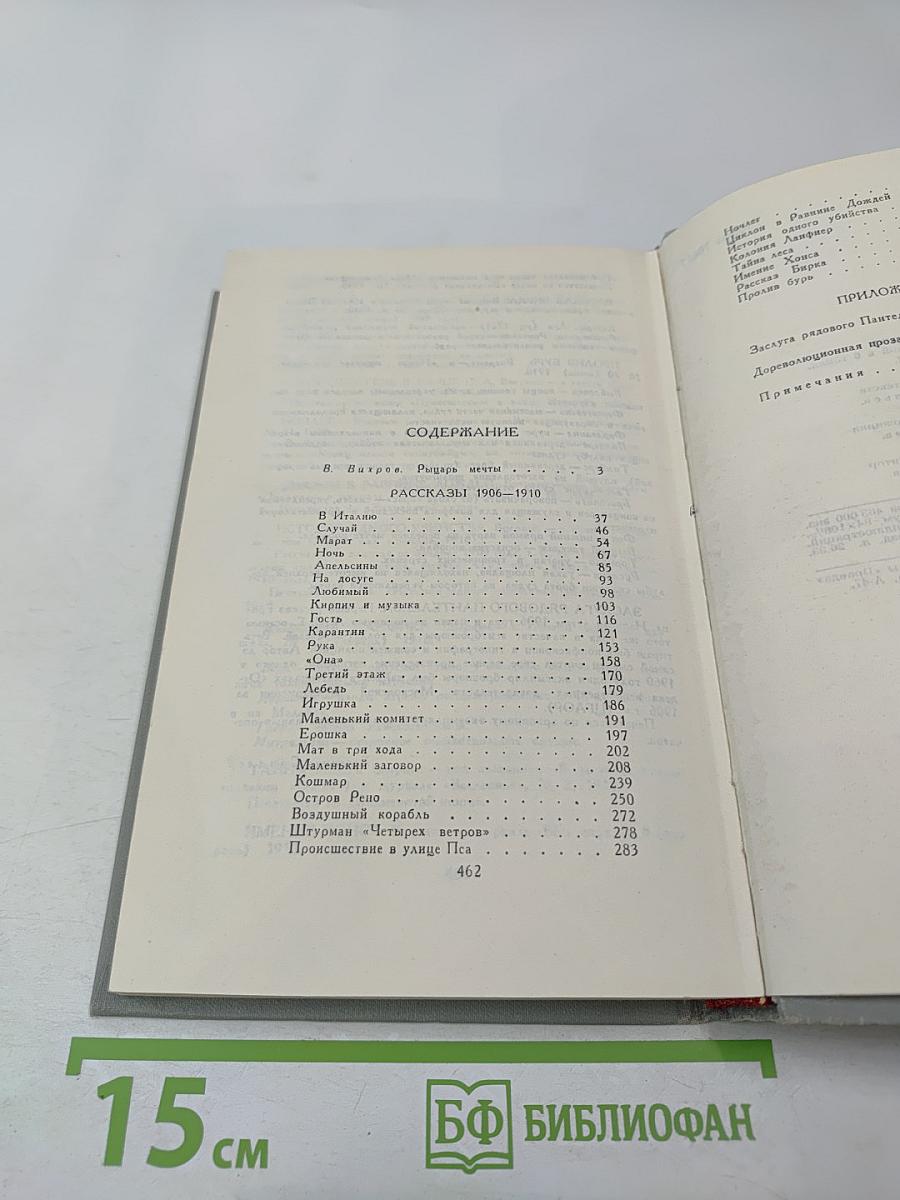 СОДЕРЖАНИЕ
В. Вихров. Рыцарь мечты . . . . . 3
РАССКАЗЫ 1906—1910
В Италию . . . . . . . . . . . . . 37
Случай . . . . . . . . . . . . . . 46
Марат . . . . . . . . . . . . . . 54
Ночь . . . . . . . . . . . . . . . 67
Апельсины . . . . . . . . . . . . 85
На досуге . . . . . . . . . . . . 93
Любимый . . . . . . . . . . . . . 98
Кирпич и музыка . . . . . . . . . 103
Гость . . . . . . . . . . . . . . 116
Карантин . . . . . . . . . . . . . 121
Рука . . . . . . . . . . . . . . . 153
«Она» . . . . . . . . . . . . . . 158
Третий этаж . . . . . . . . . . . 170
Лебедь . . . . . . . . . . . . . . 179
Игрушка . . . . . . . . . . . . . 186
Маленький комитет . . . . . . . . 191
Ерошка . . . . . . . . . . . . . . 197
Мат в три хода . . . . . . . . . . 202
Маленький заговор . . . . . . . . 208
Кошмар . . . . . . . . . . . . . . 239
Остров Рено . . . . . . . . . . . 250
Воздушный корабль . . . . . . . . 272
Штурман «Четырех ветров» . . . . . 278
Происшествие в улице Пса . . . . . 283
462
Ночлег . . . . . . . .
Циклон в Равнине Дождей
История одного убийства .
Колония Ланфиер . . . .
Тайна леса . . . . . .
Имение Хонса . . . . .
Рассказ Бирка . . . . .
Пролив бурь . . . . . .
ПРИЛОЖ
Заслуга рядового Пантел
Дореволюционная проза
Примечания . . .
15 см
БФ БИБЛИОФАН